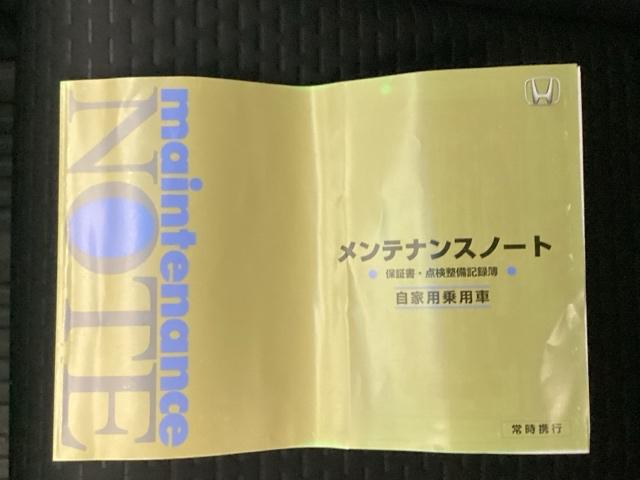 maintenance
NOTE
メンテナンスノート
保証書・点検整備記録簿
自家用乗用車
常時携行